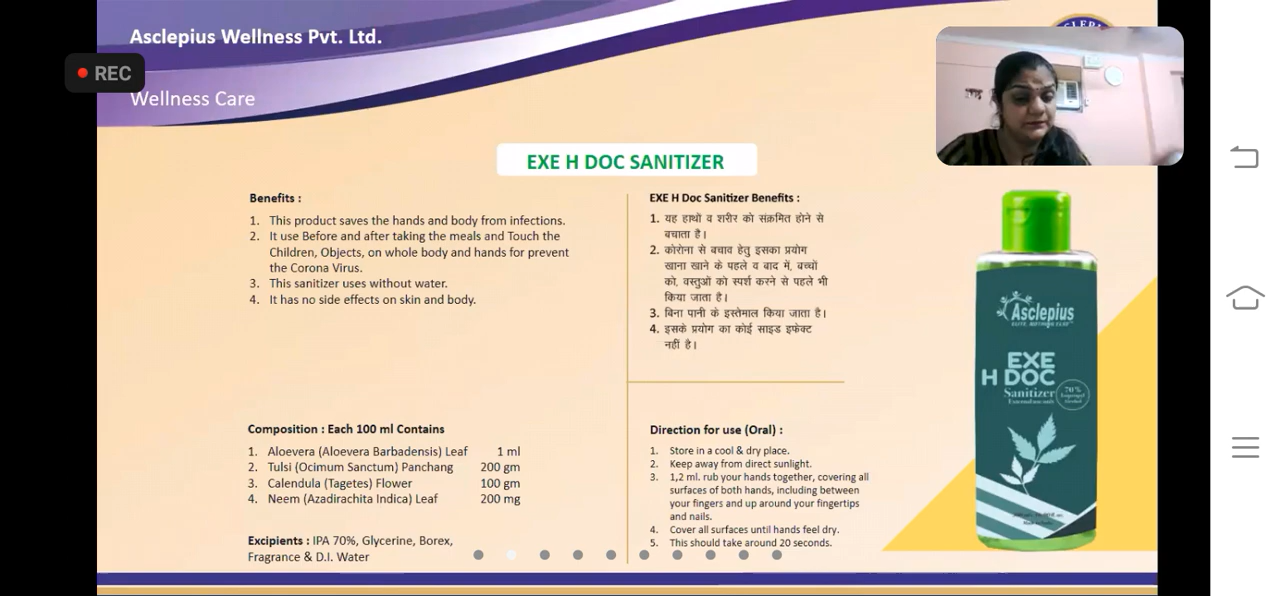 Asclepius Wellness Pvt. Ltd.
REC
Wellness Care
EXE H DOC SANITIZER
Benefits :
1. This product saves the hands and body from infections.
2. It use Before and after taking the meals and Touch the
Children, Objects, on whole body and hands for prevent
the Corona Virus.
3. This sanitizer uses without water.
4. It has no side effects on skin and body.
EXE H Doc Sanitizer Benefits :
1. यह हाथों व शरीर को संक्रमित होने से
बचाता है।
2. कोरोना से बचाव हेतु इसका प्रयोग
खाना खाने के पहले व बाद में, बच्चों
को, वस्तुओं को स्पर्श करने से पहले भी
किया जाता है।
3. बिना पानी के इस्तेमाल किया जाता है।
4. इसके प्रयोग का कोई साइड इफेक्ट
नहीं है।
Composition : Each 100 ml Contains
1. Aloevera (Aloevera Barbadensis) Leaf 1 ml
2. Tulsi (Ocimum Sanctum) Panchang 200 gm
3. Calendula (Tagetes) Flower 100 gm
4. Neem (Azadirachita Indica) Leaf 200 mg
Excipients : IPA 70%, Glycerine, Borex,
Fragrance & D.I. Water
Direction for use (Oral) :
1. Store in a cool & dry place.
2. Keep away from direct sunlight.
3. 1,2 ml. rub your hands together, covering all
surfaces of both hands, including between
your fingers and up around your fingertips
and nails.
4. Cover all surfaces until hands feel dry.
5. This should take around 20 seconds.
Asclepius
EXE
H DOC
Sanitizer
70%